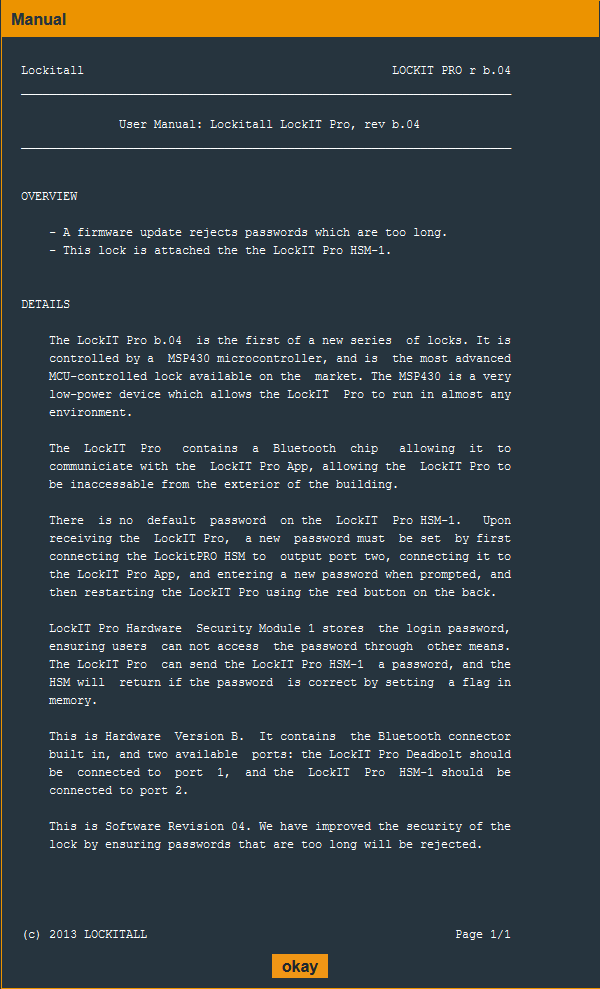 Manual
Lockitall LOCKIT PRO r b.04
User Manual: Lockitall LockIT Pro, rev b.04
OVERVIEW
- A firmware update rejects passwords which are too long.
- This lock is attached the the LockIT Pro HSM-1.
DETAILS
The LockIT Pro b.04 is the first of a new series of locks. It is
controlled by a MSP430 microcontroller, and is the most advanced
MCU-controlled lock available on the market. The MSP430 is a very
low-power device which allows the LockIT Pro to run in almost any
environment.
The LockIT Pro contains a Bluetooth chip allowing it to
communiciate with the LockIT Pro App, allowing the LockIT Pro to
be inaccessable from the exterior of the building.
There is no default password on the LockIT Pro HSM-1. Upon
receiving the LockIT Pro, a new password must be set by first
connecting the LockitPRO HSM to output port two, connecting it to
the LockIT Pro App, and entering a new password when prompted, and
then restarting the LockIT Pro using the red button on the back.
LockIT Pro Hardware Security Module 1 stores the login password,
ensuring users can not access the password through other means.
The LockIT Pro can send the LockIT Pro HSM-1 a password, and the
HSM will return if the password is correct by setting a flag in
memory.
This is Hardware Version B. It contains the Bluetooth connector
built in, and two available ports: the LockIT Pro Deadbolt should
be connected to port 1, and the LockIT Pro HSM-1 should be
connected to port 2.
This is Software Revision 04. We have improved the security of the
lock by ensuring passwords that are too long will be rejected.
(c) 2013 LOCKITALL Page 1/1
okay